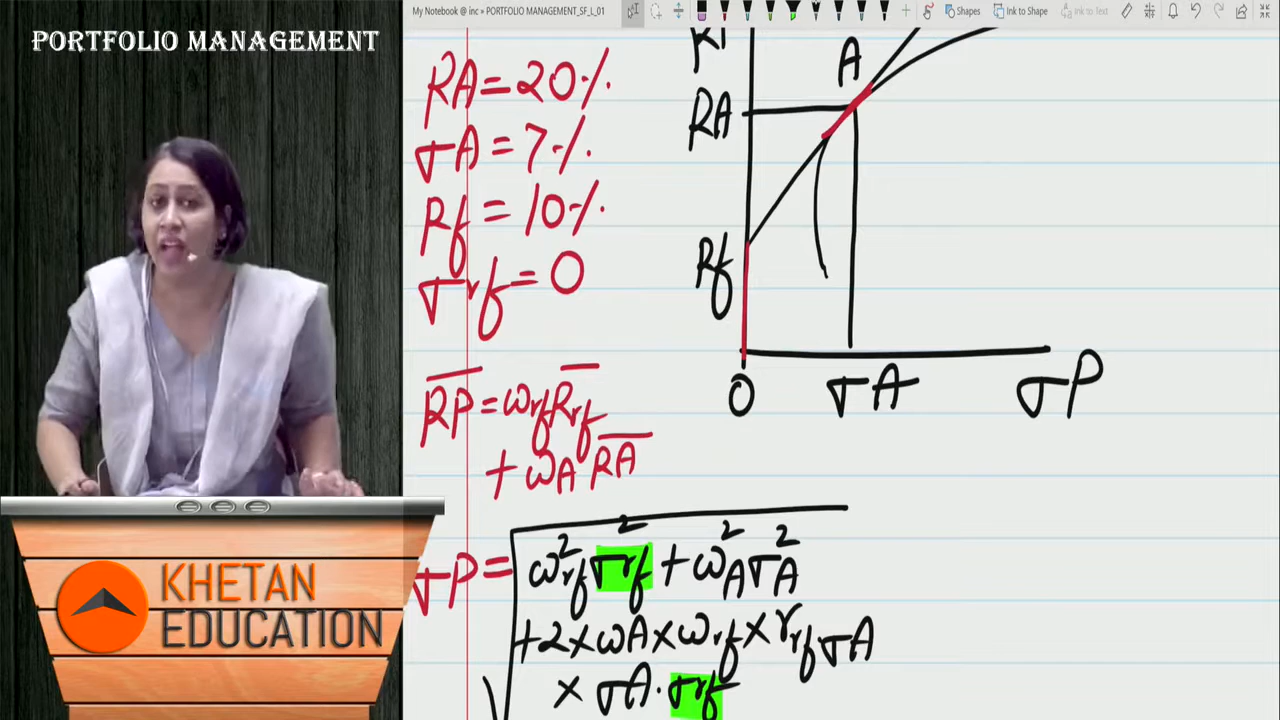 My Notebook @ inc » PORTFOLIO MANAGEMENT_SF_L_01
Shapes
Ink to Shape
Ink to Text
PORTFOLIO MANAGEMENT
RA = 20%
σA = 7%
Rf = 10%
σrf = 0
RP = ωrf Rrf
+ ωA RA
σP = √ω²rf σ²rf + ω²A σ²A
+ 2 × ωA × ωrf × rrf σA
× σA . σrf
A
RA
Rf
0
σA
σP
KHETAN
EDUCATION